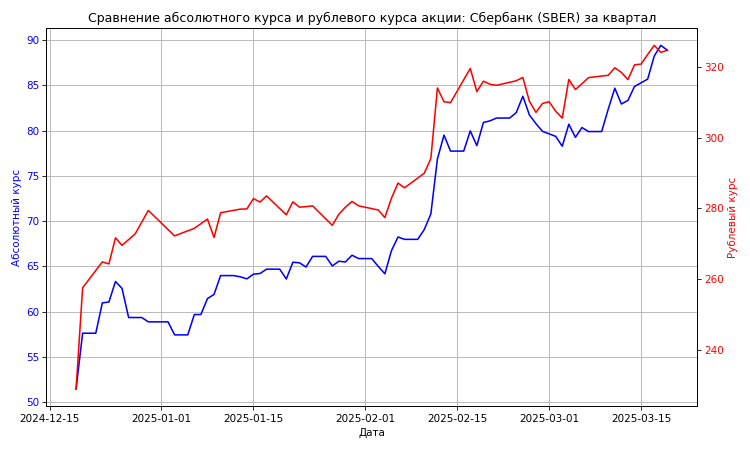 Сравнение абсолютного курса и рублевого курса акции: Сбербанк (SBER) за квартал
Абсолютный курс
90
85
80
75
70
65
60
55
50
320
300
280
260
240
Рублевый курс
2024-12-15 2025-01-01 2025-01-15 2025-02-01 2025-02-15 2025-03-01 2025-03-15
Дата